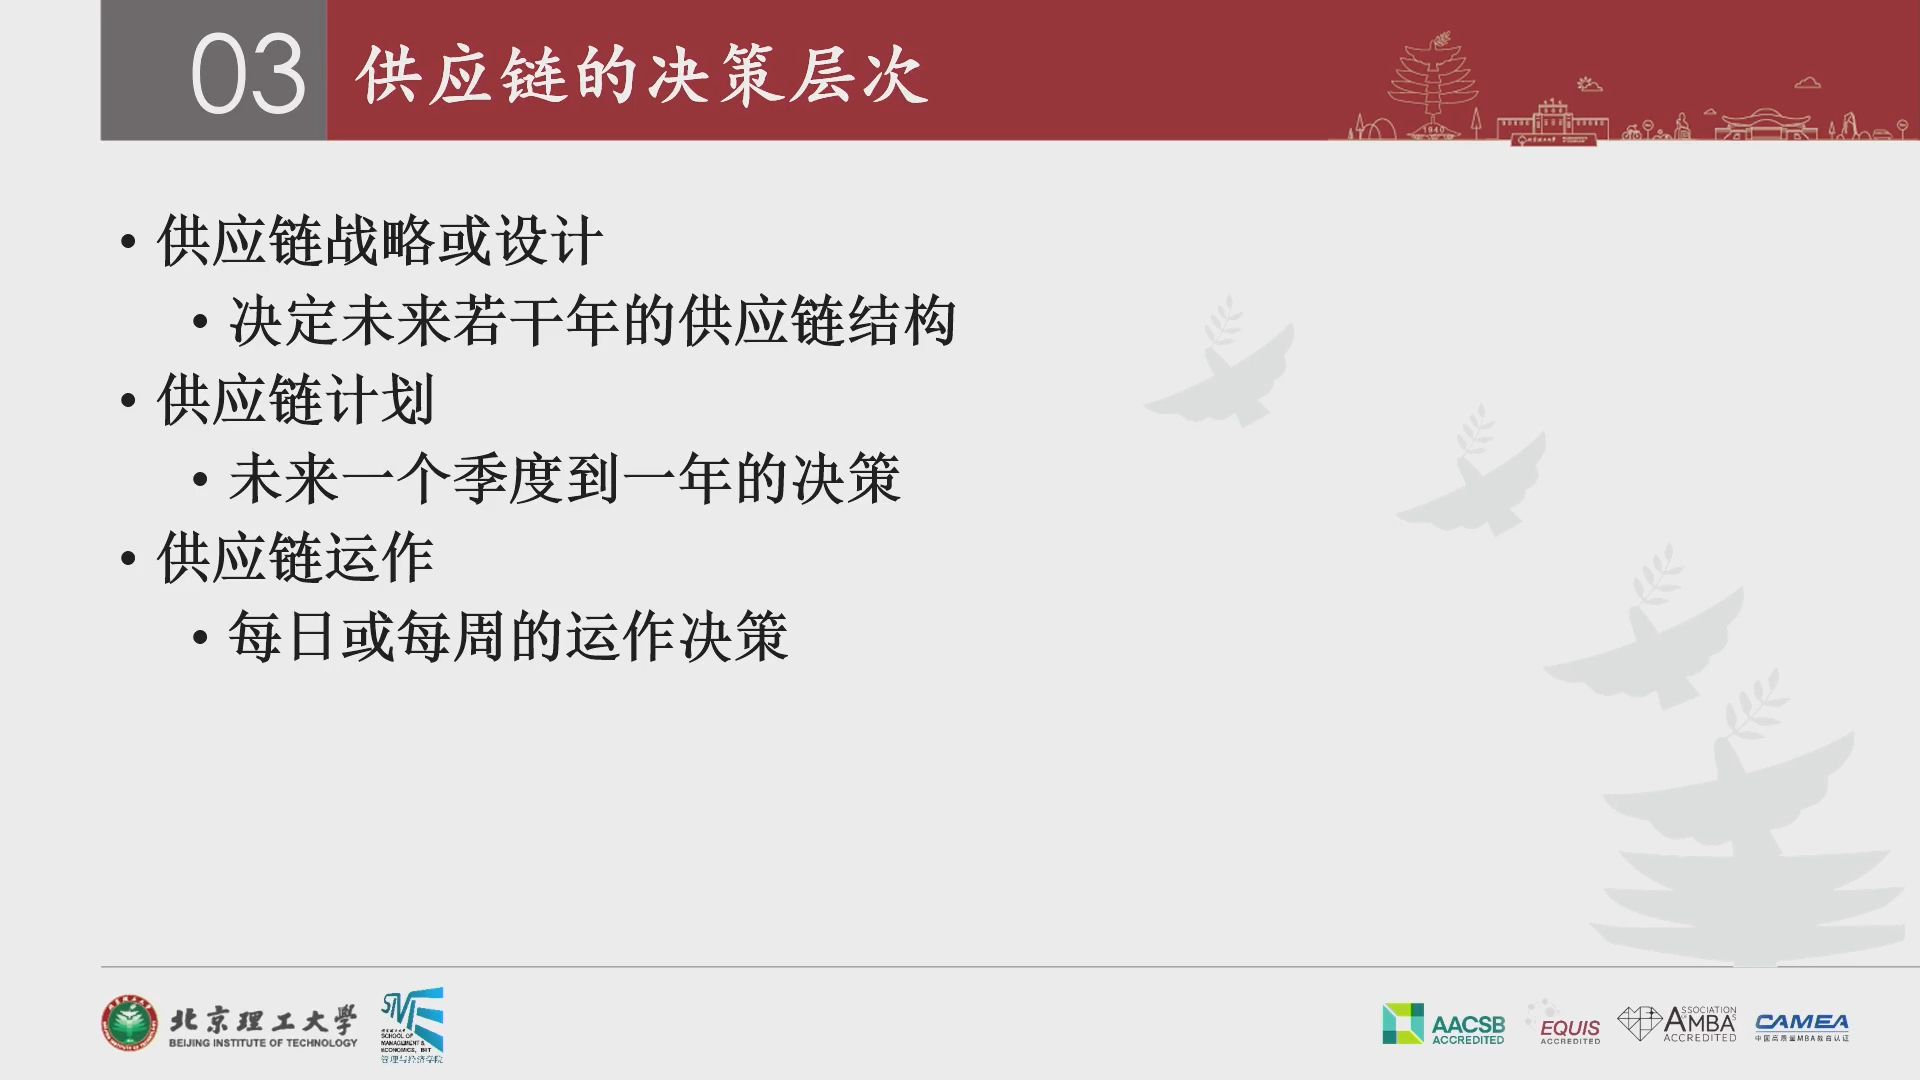 03 供应链的决策层次
1940
• 供应链战略或设计
• 决定未来若干年的供应链结构
• 供应链计划
• 未来一个季度到一年的决策
• 供应链运作
• 每日或每周的运作决策
北京理工大学
BEIJING INSTITUTE OF TECHNOLOGY
SCHOOL OF
MANAGEMENT &
ECONOMICS, BIT
管理与经济学院
AACSB
ACCREDITED
EQUIS
ACCREDITED
ASSOCIATION
AMBA
ACCREDITED
CAMEA
中国高质量MBA教育认证